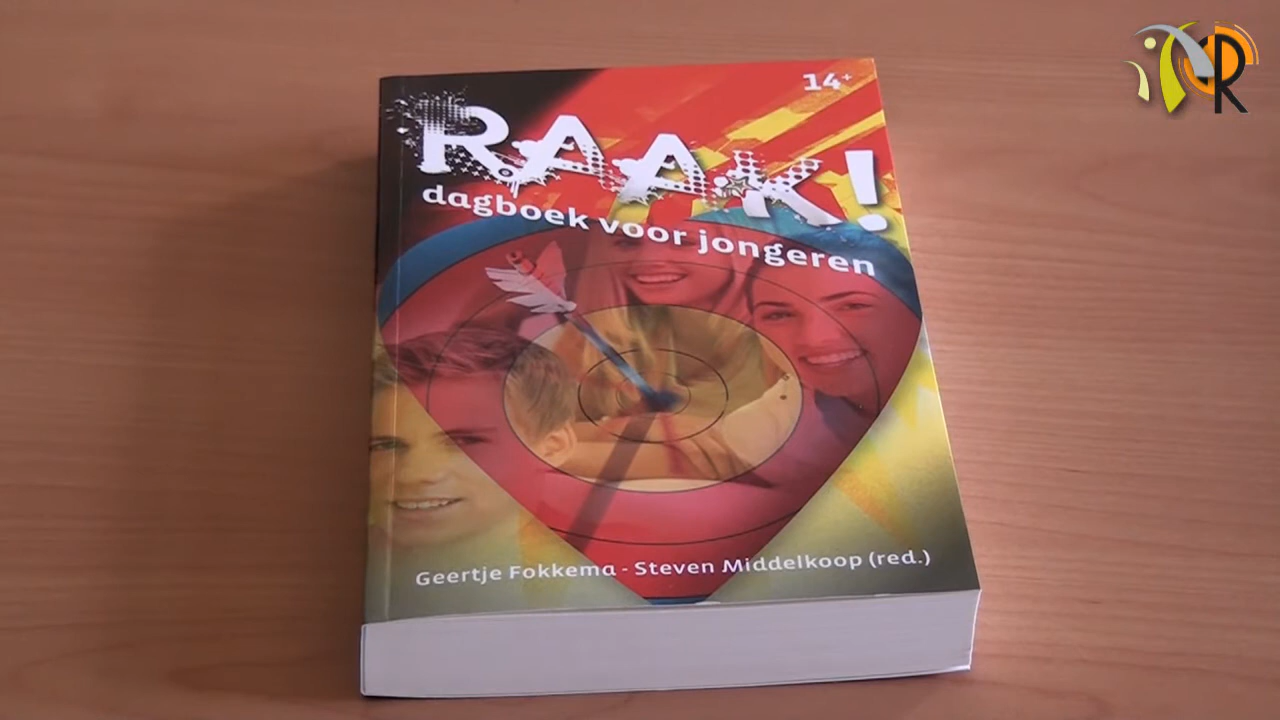 14+
RAAK!
dagboek voor jongeren
Geertje Fokkema - Steven Middelkoop (red.)
R